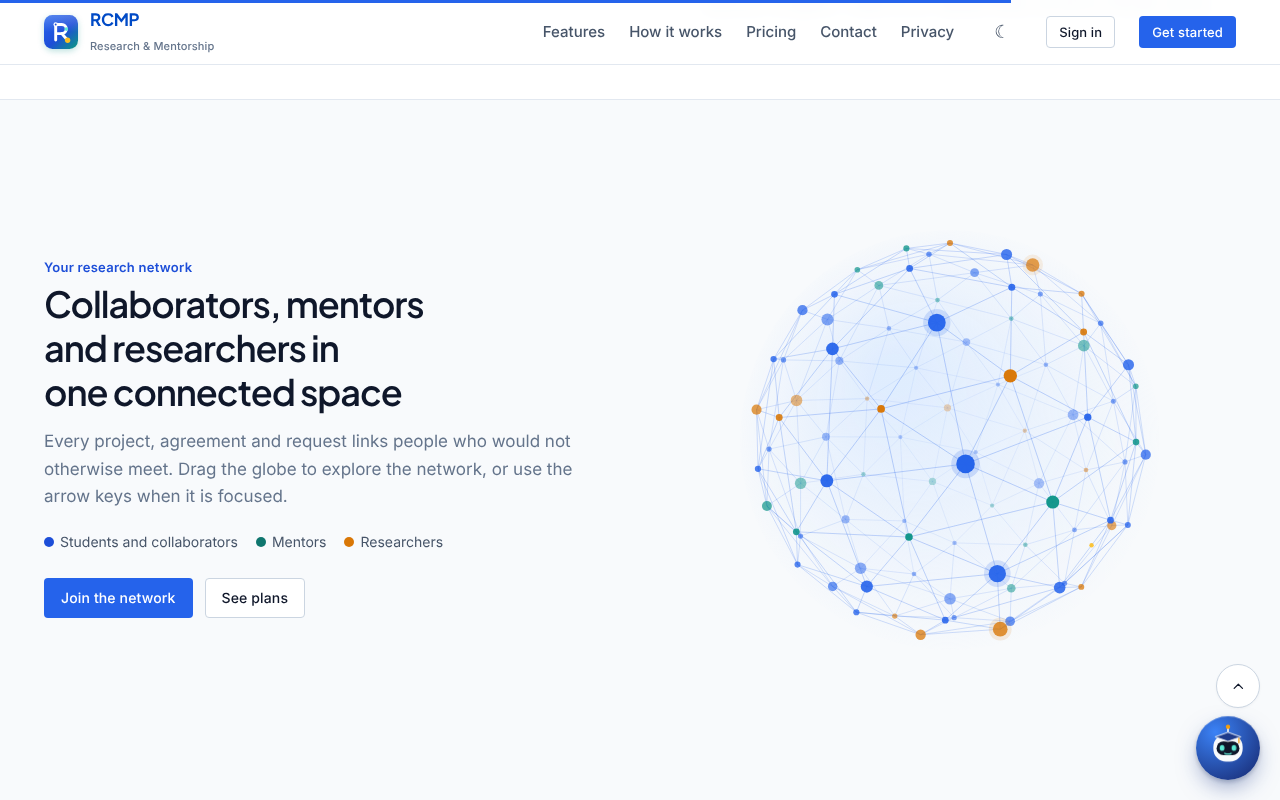 RCMP
Research & Mentorship
Features
How it works
Pricing
Contact
Privacy
Sign in
Get started
Your research network
Collaborators, mentors
and researchers in
one connected space
Every project, agreement and request links people who would not
otherwise meet. Drag the globe to explore the network, or use the
arrow keys when it is focused.
Students and collaborators
Mentors
Researchers
Join the network
See plans